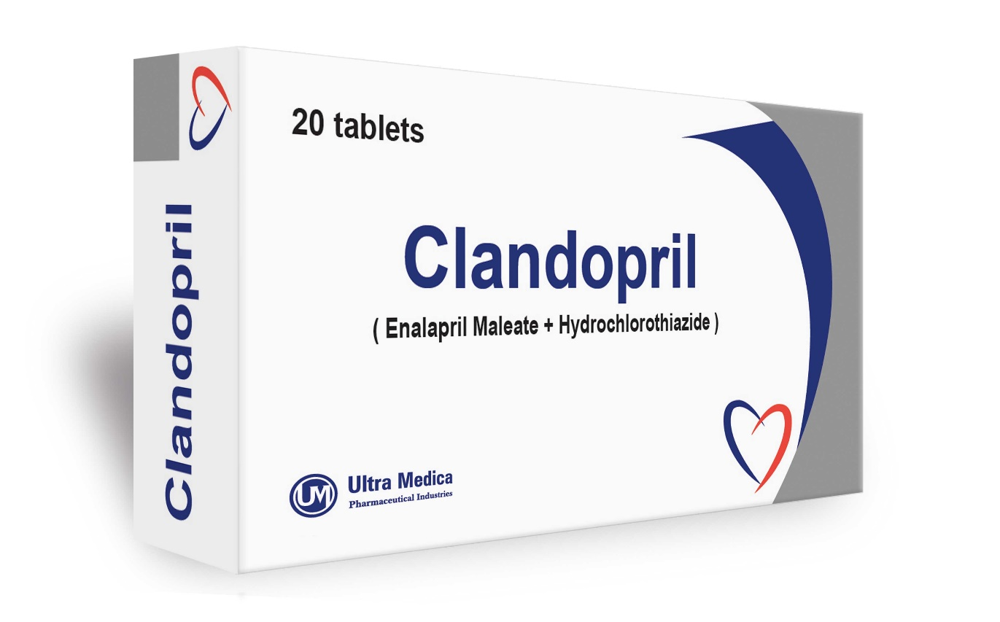 Clandopril
20 tablets
Clandopril
( Enalapril Maleate + Hydrochlorothiazide )
UM
Ultra Medica
Pharmaceutical Industries